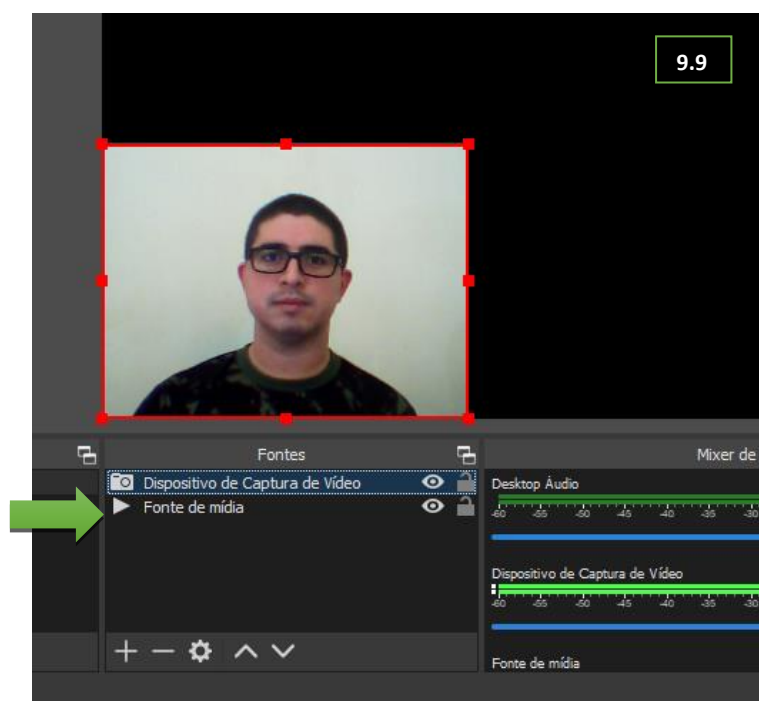 9.9
Fontes
Mixer de
Dispositivo de Captura de Vídeo
Fonte de mídia
Desktop Áudio
-60 -55 -50 -45 -40 -35 -30
Dispositivo de Captura de Vídeo
-60 -55 -50 -45 -40 -35 -30
Fonte de mídia